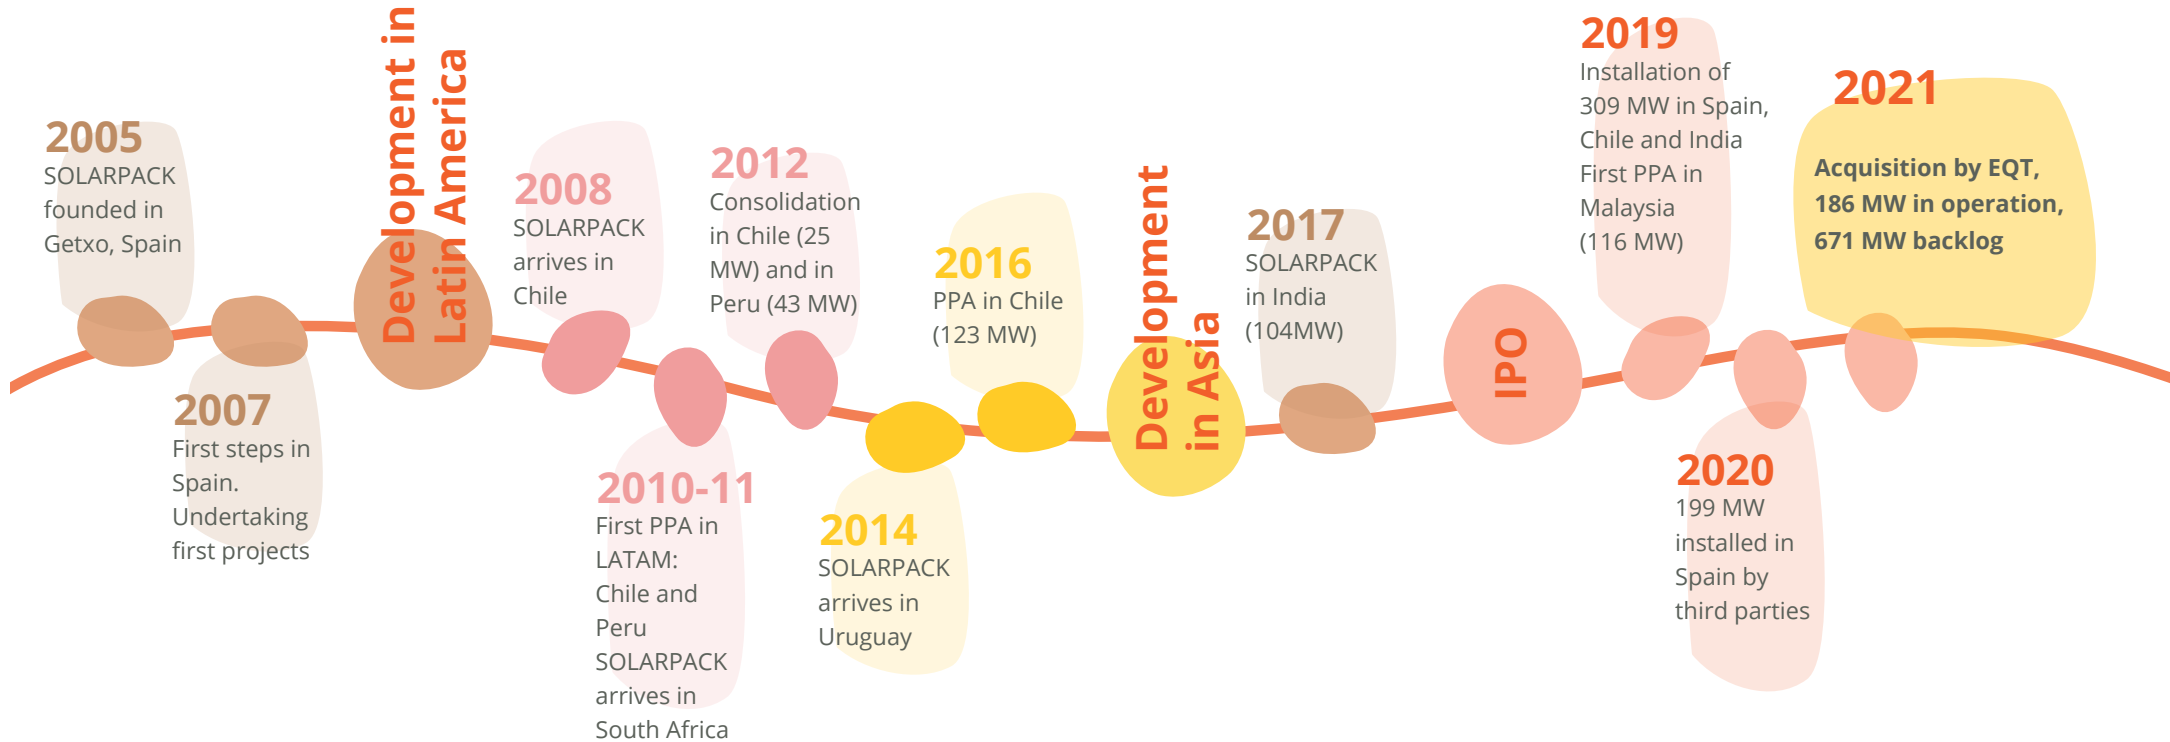 2005
SOLARPACK
founded in
Getxo, Spain
2007
First steps in
Spain.
Undertaking
first projects
Development in
Latin America
2008
SOLARPACK
arrives in
Chile
2010-11
First PPA in
LATAM:
Chile and
Peru
SOLARPACK
arrives in
South Africa
2012
Consolidation
in Chile (25
MW) and in
Peru (43 MW)
2014
SOLARPACK
arrives in
Uruguay
2016
PPA in Chile
(123 MW)
Development
in Asia
2017
SOLARPACK
in India
(104MW)
IPO
2019
Installation of
309 MW in Spain,
Chile and India
First PPA in
Malaysia
(116 MW)
2020
199 MW
installed in
Spain by
third parties
2021
Acquisition by EQT,
186 MW in operation,
671 MW backlog